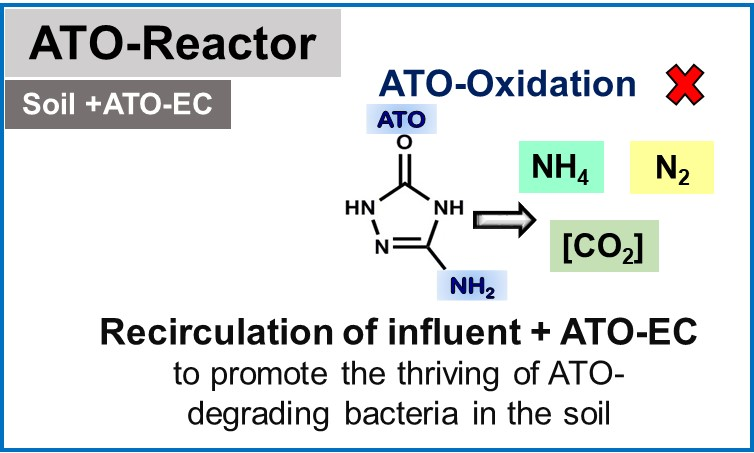 ATO-Reactor
Soil +ATO-EC
ATO-Oxidation
ATO
O
HN
NH
N
NH₂
NH₄
N₂
[CO₂]
Recirculation of influent + ATO-EC
to promote the thriving of ATO-
degrading bacteria in the soil